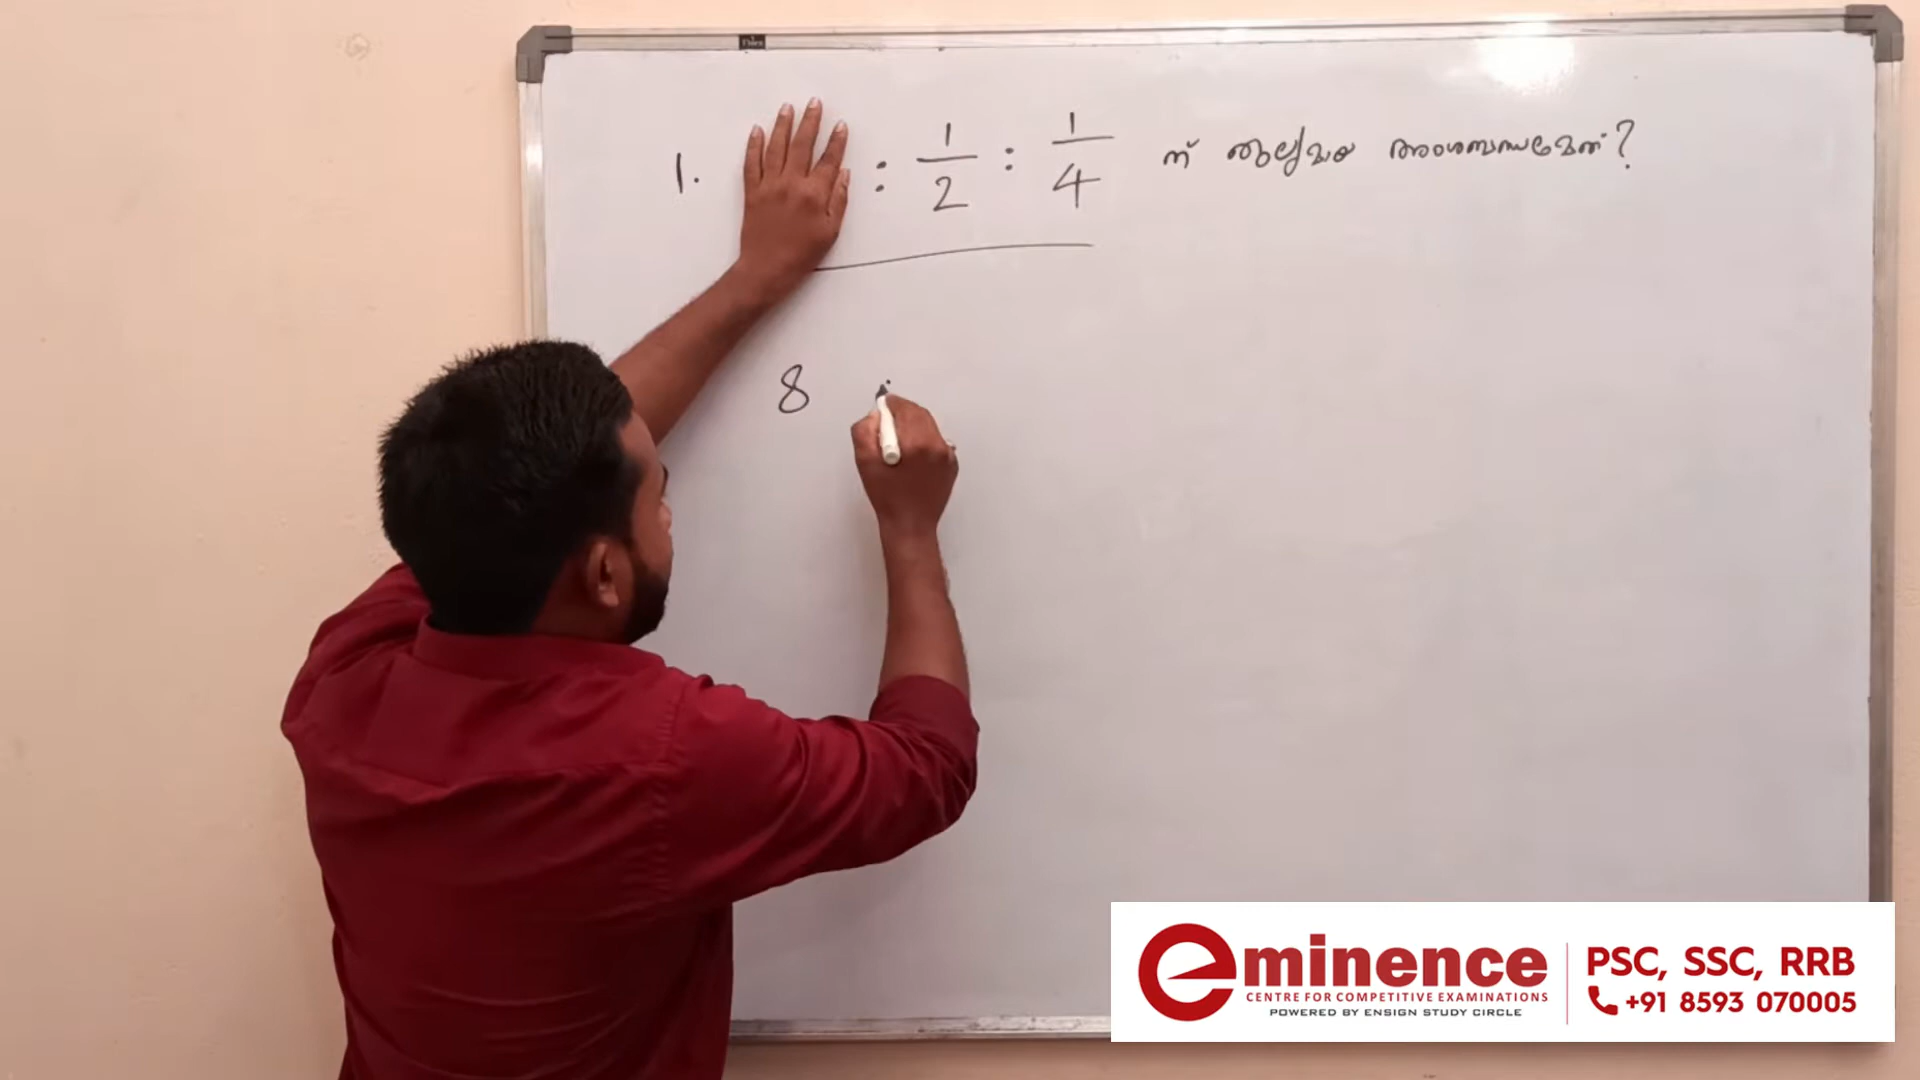 1. : 1/2 : 1/4 ന് തുല്യമായ അംശബന്ധമേത്?
8 :
eminence
CENTRE FOR COMPETITIVE EXAMINATIONS
POWERED BY ENSIGN STUDY CIRCLE
PSC, SSC, RRB
+91 8593 070005